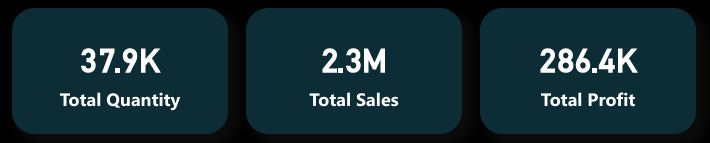 37.9K
Total Quantity
2.3M
Total Sales
286.4K
Total Profit